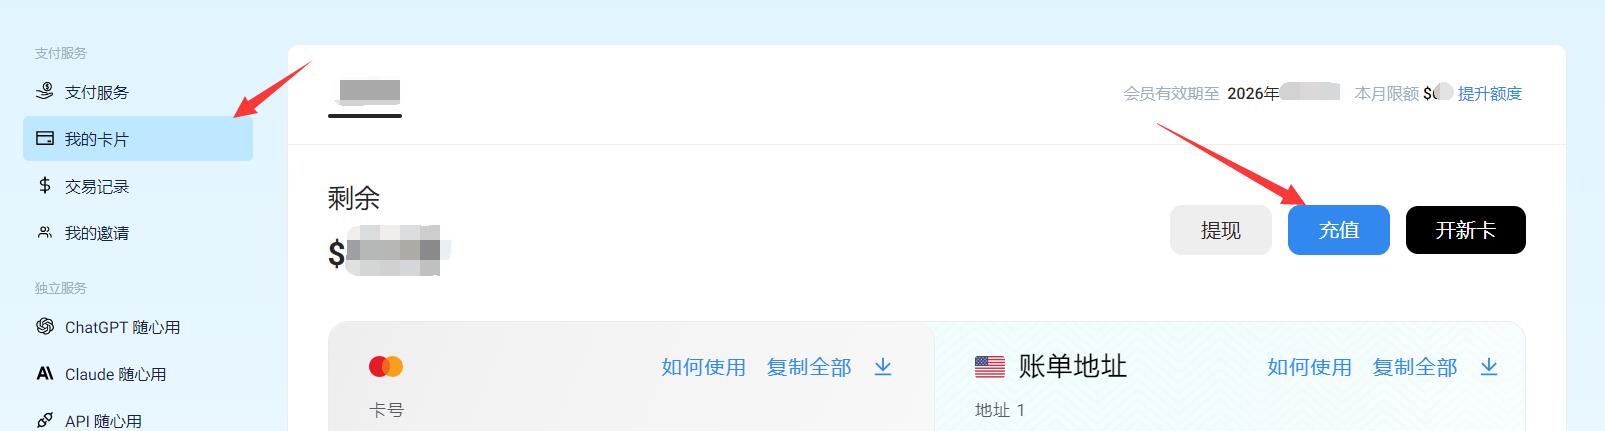 支付服务
支付服务
我的卡片
交易记录
我的邀请
独立服务
ChatGPT 随心用
Claude 随心用
API 随心用
会员有效期至 2026年
本月限额 $ 提升额度
剩余
$
提现
充值
开新卡
如何使用 复制全部
卡号
账单地址
如何使用 复制全部
地址 1